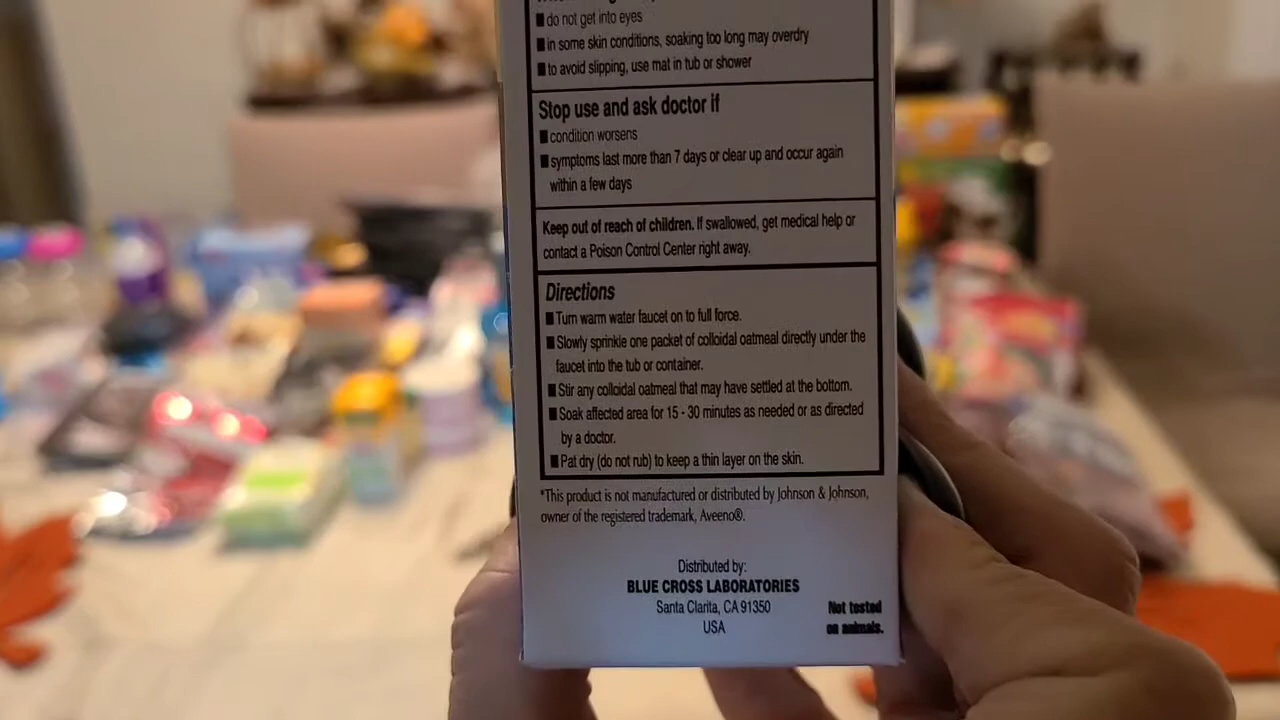 ■ do not get into eyes
■ in some skin conditions, soaking too long may overdry
■ to avoid slipping, use mat in tub or shower
Stop use and ask doctor if
■ condition worsens
■ symptoms last more than 7 days or clear up and occur again
within a few days
Keep out of reach of children. If swallowed, get medical help or
contact a Poison Control Center right away.
Directions
■ Turn warm water faucet on to full force.
■ Slowly sprinkle one packet of colloidal oatmeal directly under the
faucet into the tub or container.
■ Stir any colloidal oatmeal that may have settled at the bottom.
■ Soak affected area for 15 - 30 minutes as needed or as directed
by a doctor.
■ Pat dry (do not rub) to keep a thin layer on the skin.
*This product is not manufactured or distributed by Johnson & Johnson,
owner of the registered trademark, Aveeno®.
Distributed by:
BLUE CROSS LABORATORIES
Santa Clarita, CA 91350
USA
Not tested
on animals.